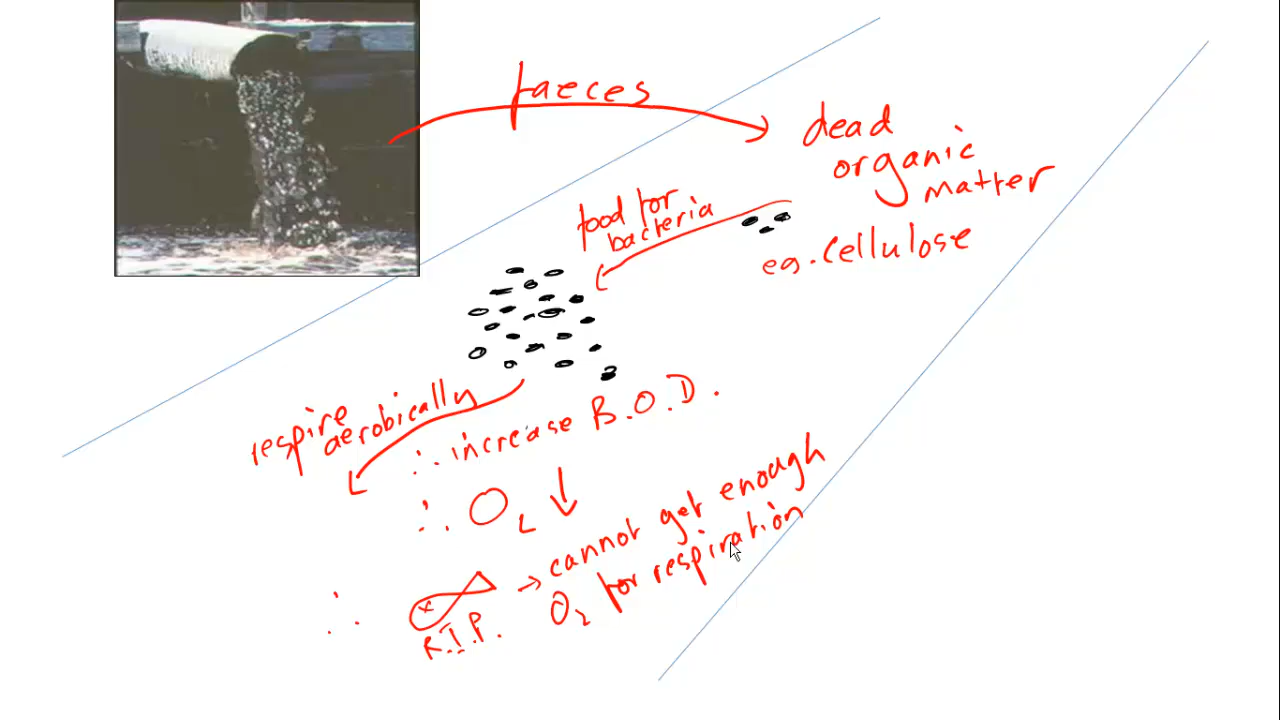 faeces
dead
organic
matter
eg. cellulose
food for
bacteria
respire
aerobically
∴ increase B.O.D.
∴ O₂ ↓
∴
R.I.P.
→ cannot get enough
O₂ for respiration